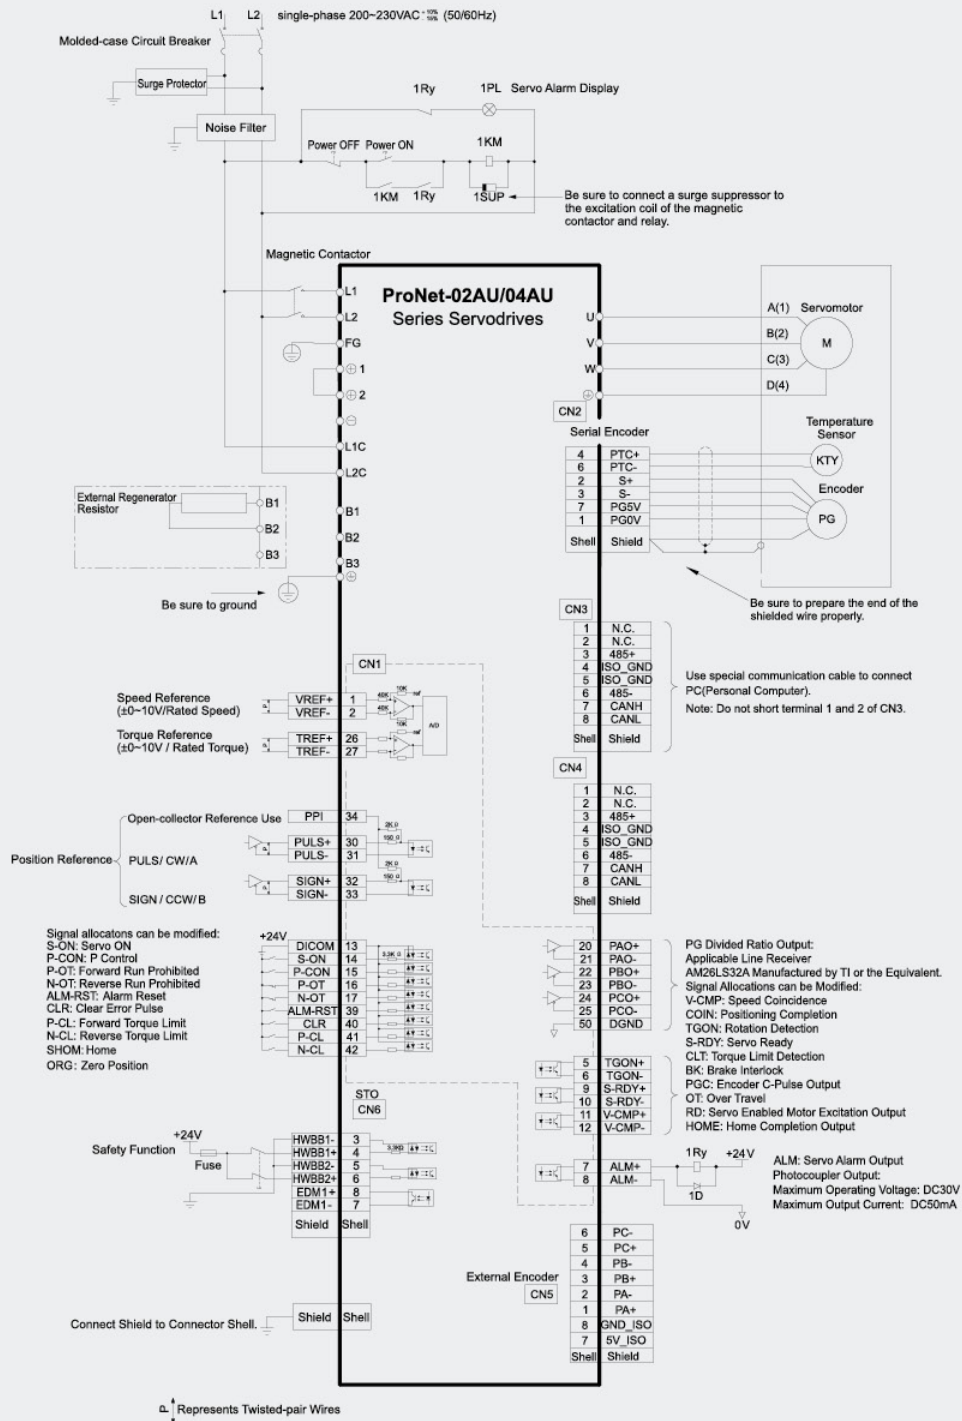 L1 L2 single-phase 200~230VAC +10% -15% (50/60Hz)
Molded-case Circuit Breaker
Surge Protector
Noise Filter
1Ry 1PL Servo Alarm Display
Power OFF Power ON 1KM
1KM 1Ry 1SUP
Be sure to connect a surge suppressor to
the excitation coil of the magnetic
contactor and relay.
Magnetic Contactor
ProNet-02AU/04AU
Series Servodrives
L1
L2
FG
1
2
L1C
L2C
B1
B2
B3
External Regenerator
Resistor
B1
B2
B3
Be sure to ground
U
V
W
A(1) Servomotor
B(2)
M
C(3)
D(4)
CN2
Serial Encoder
4 PTC+
6 PTC-
2 S+
3 S-
7 PG5V
1 PG0V
Shell Shield
Temperature
Sensor
KTY
Encoder
PG
Be sure to prepare the end of the
shielded wire properly.
CN3
1 N.C.
2 N.C.
3 485+
4 ISO_GND
5 ISO_GND
6 485-
7 CANH
8 CANL
Shell Shield
Use special communication cable to connect
PC(Personal Computer).
Note: Do not short terminal 1 and 2 of CN3.
CN4
1 N.C.
2 N.C.
3 485+
4 ISO_GND
5 ISO_GND
6 485-
7 CANH
8 CANL
Shell Shield
CN1
Speed Reference
(±0~10V/Rated Speed)
P
VREF+ 1
VREF- 2
40K 10K ref
40K
10K ref
A/D
Torque Reference
(±0~10V / Rated Torque)
P
TREF+ 26
TREF- 27
Position Reference
Open-collector Reference Use
PPI 34
2K Ω
PULS/ CW/A
P
PULS+ 30
PULS- 31
150 Ω
2K Ω
SIGN / CCW/B
P
SIGN+ 32
SIGN- 33
150 Ω
Signal allocatons can be modified:
S-ON: Servo ON
P-CON: P Control
P-OT: Forward Run Prohibited
N-OT: Reverse Run Prohibited
ALM-RST: Alarm Reset
CLR: Clear Error Pulse
P-CL: Forward Torque Limit
N-CL: Reverse Torque Limit
SHOM: Home
ORG: Zero Position
+24V
DICOM 13
S-ON 14
P-CON 15
P-OT 16
N-OT 17
ALM-RST 39
CLR 40
P-CL 41
N-CL 42
3.3K Ω
20 PAO+
21 PAO-
22 PBO+
23 PBO-
24 PCO+
25 PCO-
50 DGND
5 TGON+
6 TGON-
9 S-RDY+
10 S-RDY-
11 V-CMP+
12 V-CMP-
PG Divided Ratio Output:
Applicable Line Receiver
AM26LS32A Manufactured by TI or the Equivalent.
Signal Allocations can be Modified:
V-CMP: Speed Coincidence
COIN: Positioning Completion
TGON: Rotation Detection
S-RDY: Servo Ready
CLT: Torque Limit Detection
BK: Brake Interlock
PGC: Encoder C-Pulse Output
OT: Over Travel
RD: Servo Enabled Motor Excitation Output
HOME: Home Completion Output
STO
CN6
Safety Function
+24V
Fuse
HWBB1- 3
HWBB1+ 4
HWBB2- 5
HWBB2+ 6
EDM1+ 8
EDM1- 7
Shield Shell
3.3KΩ
7 ALM+
8 ALM-
1Ry +24V
1D
0V
ALM: Servo Alarm Output
Photocoupler Output:
Maximum Operating Voltage: DC30V
Maximum Output Current: DC50mA
External Encoder
CN5
6 PC-
5 PC+
4 PB-
3 PB+
2 PA-
1 PA+
8 GND_ISO
7 5V_ISO
Shell Shield
Connect Shield to Connector Shell.
Shield Shell
P Represents Twisted-pair Wires